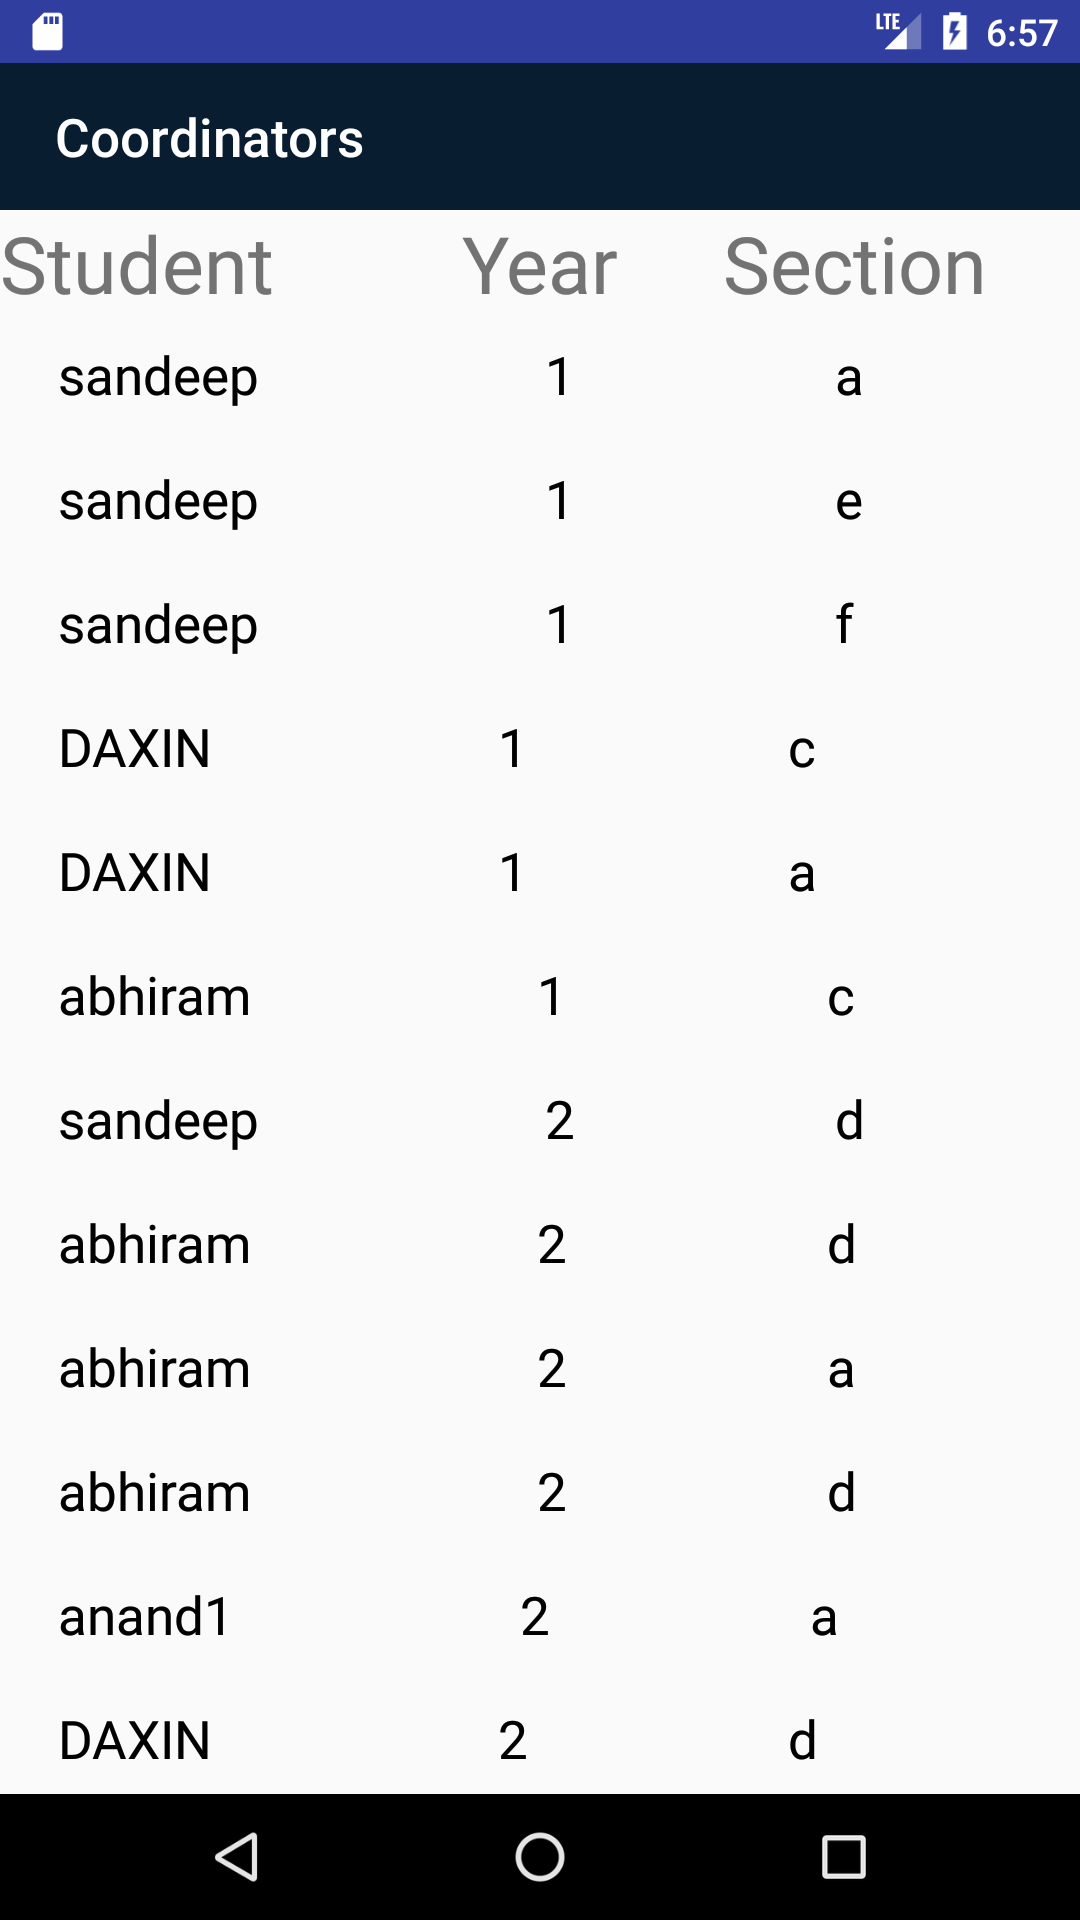 LTE 6:57
Coordinators
Student Year Section
sandeep 1 a
sandeep 1 e
sandeep 1 f
DAXIN 1 c
DAXIN 1 a
abhiram 1 c
sandeep 2 d
abhiram 2 d
abhiram 2 a
abhiram 2 d
anand1 2 a
DAXIN 2 d